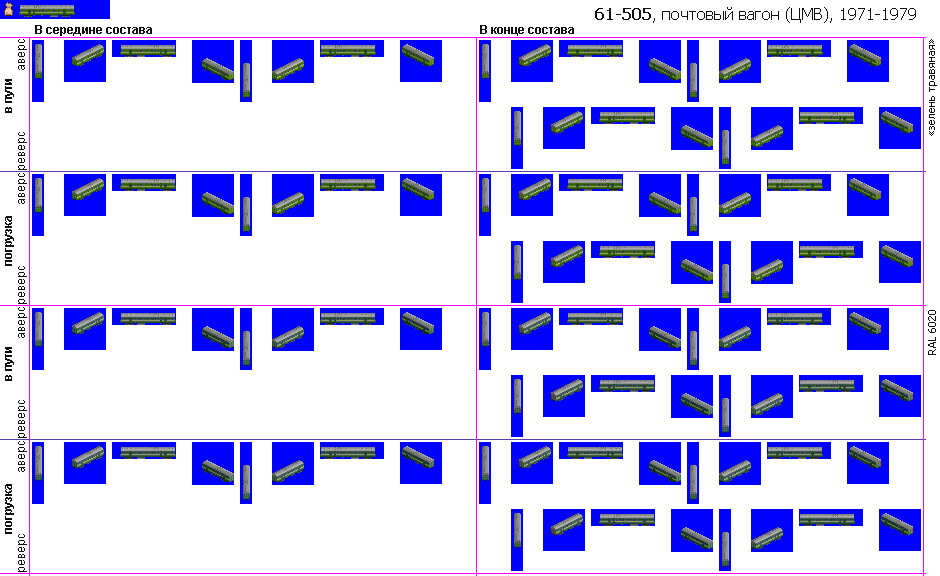 61-505, почтовый вагон (ЦМВ), 1971-1979
В середине состава
В конце состава
в пути
аверс
реверс
«зелень травяная»
погрузка
аверс
реверс
в пути
аверс
реверс
RAL 6020
погрузка
аверс
реверс